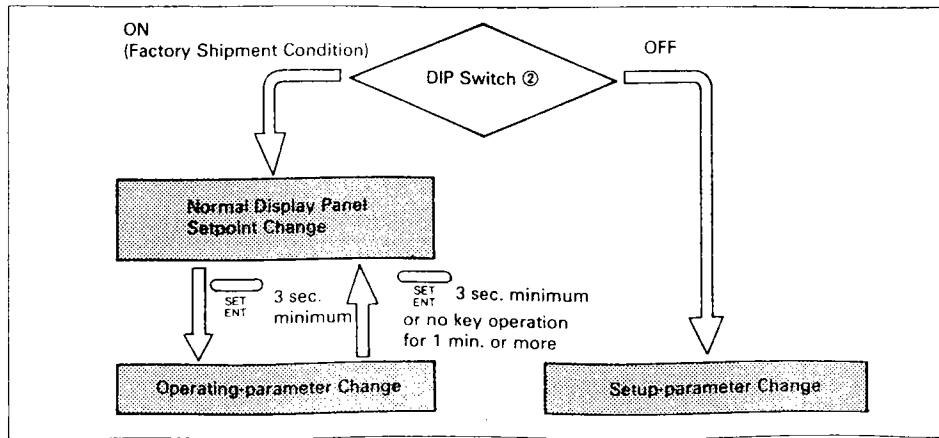 ON
(Factory Shipment Condition)
DIP Switch ②
OFF
Normal Display Panel
Setpoint Change
SET
ENT
3 sec.
minimum
SET
ENT
3 sec. minimum
or no key operation
for 1 min. or more
Operating-parameter Change
Setup-parameter Change